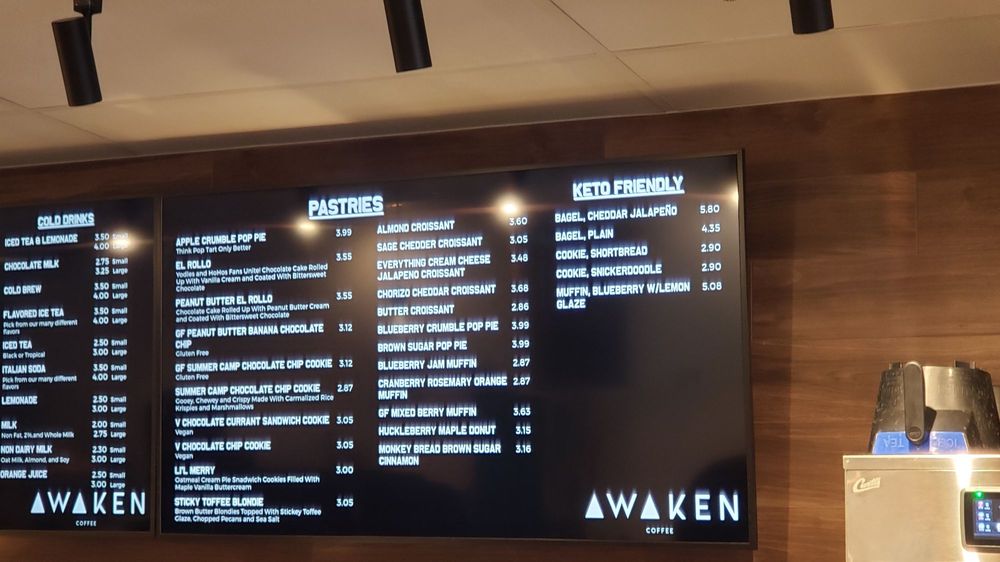 COLD DRINKS
ICED TEA & LEMONADE 3.50 Small
4.00 Large
CHOCOLATE MILK 2.75 Small
3.25 Large
COLD BREW 3.50 Small
4.00 Large
FLAVORED ICE TEA 3.50 Small
Pick from our many different 4.00 Large
flavors
ICED TEA 2.50 Small
Black or Tropical 3.00 Large
ITALIAN SODA 3.50 Small
Pick from our many different 4.00 Large
flavors
LEMONADE 2.50 Small
3.00 Large
MILK 2.00 Small
Non Fat, 2% and Whole Milk 2.75 Large
NON DAIRY MILK 2.30 Small
Oat Milk, Almond, and Soy 3.00 Large
ORANGE JUICE 2.50 Small
3.00 Large
AWAKEN
COFFEE
PASTRIES
APPLE CRUMBLE POP PIE 3.99
Think Pop Tart Only Better
EL ROLLO 3.55
Yodles and HoHos Fans Unite! Chocolate Cake Rolled
Up With Vanilla Cream and Coated With Bittersweet
Chocolate
PEANUT BUTTER EL ROLLO 3.55
Chocolate Cake Rolled Up With Peanut Butter Cream
and Coated With Bittersweet Chocolate
GF PEANUT BUTTER BANANA CHOCOLATE 3.12
CHIP
Gluten Free
GF SUMMER CAMP CHOCOLATE CHIP COOKIE 3.12
Gluten Free
SUMMER CAMP CHOCOLATE CHIP COOKIE 2.87
Gooey, Chewey and Crispy Made With Carmalized Rice
Krispies and Marshmallows
V CHOCOLATE CURRANT SANDWICH COOKIE 3.05
Vegan
V CHOCOLATE CHIP COOKIE 3.05
Vegan
LI'L MERRY 3.00
Oatmeal Cream Pie Snadwich Cookies Filled With
Maple Vanilla Buttercream
STICKY TOFFEE BLONDIE 3.05
Brown Butter Blondies Topped With Stickey Toffee
Glaze, Chopped Pecans and Sea Salt
ALMOND CROISSANT 3.60
SAGE CHEDDER CROISSANT 3.05
EVERYTHING CREAM CHEESE 3.48
JALAPENO CROISSANT
CHORIZO CHEDDAR CROISSANT 3.68
BUTTER CROISSANT 2.86
BLUEBERRY CRUMBLE POP PIE 3.99
BROWN SUGAR POP PIE 3.99
BLUEBERRY JAM MUFFIN 2.87
CRANBERRY ROSEMARY ORANGE 2.87
MUFFIN
GF MIXED BERRY MUFFIN 3.63
HUCKLEBERRY MAPLE DONUT 3.15
MONKEY BREAD BROWN SUGAR 3.16
CINNAMON
KETO FRIENDLY
BAGEL, CHEDDAR JALAPEÑO 5.80
BAGEL, PLAIN 4.35
COOKIE, SHORTBREAD 2.90
COOKIE, SNICKERDOODLE 2.90
MUFFIN, BLUEBERRY W/LEMON 5.08
GLAZE
AWAKEN
COFFEE
ICED
TEA
Curtis